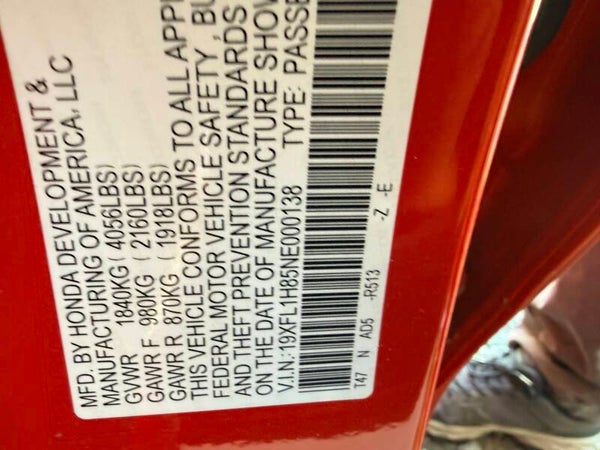 MFD. BY HONDA DEVELOPMENT &
MANUFACTURING OF AMERICA, LLC
GVWR 1840KG ( 4056LBS)
GAWR F 980KG ( 2160LBS)
GAWR R 870KG ( 1918LBS)
THIS VEHICLE CONFORMS TO ALL APPI
FEDERAL MOTOR VEHICLE SAFETY , BU
AND THEFT PREVENTION STANDARDS
ON THE DATE OF MANUFACTURE SHOW
V.I.N.:19XFL1H85NE000138 TYPE: PASSE
T47 N AD5 -R513 -Z -E